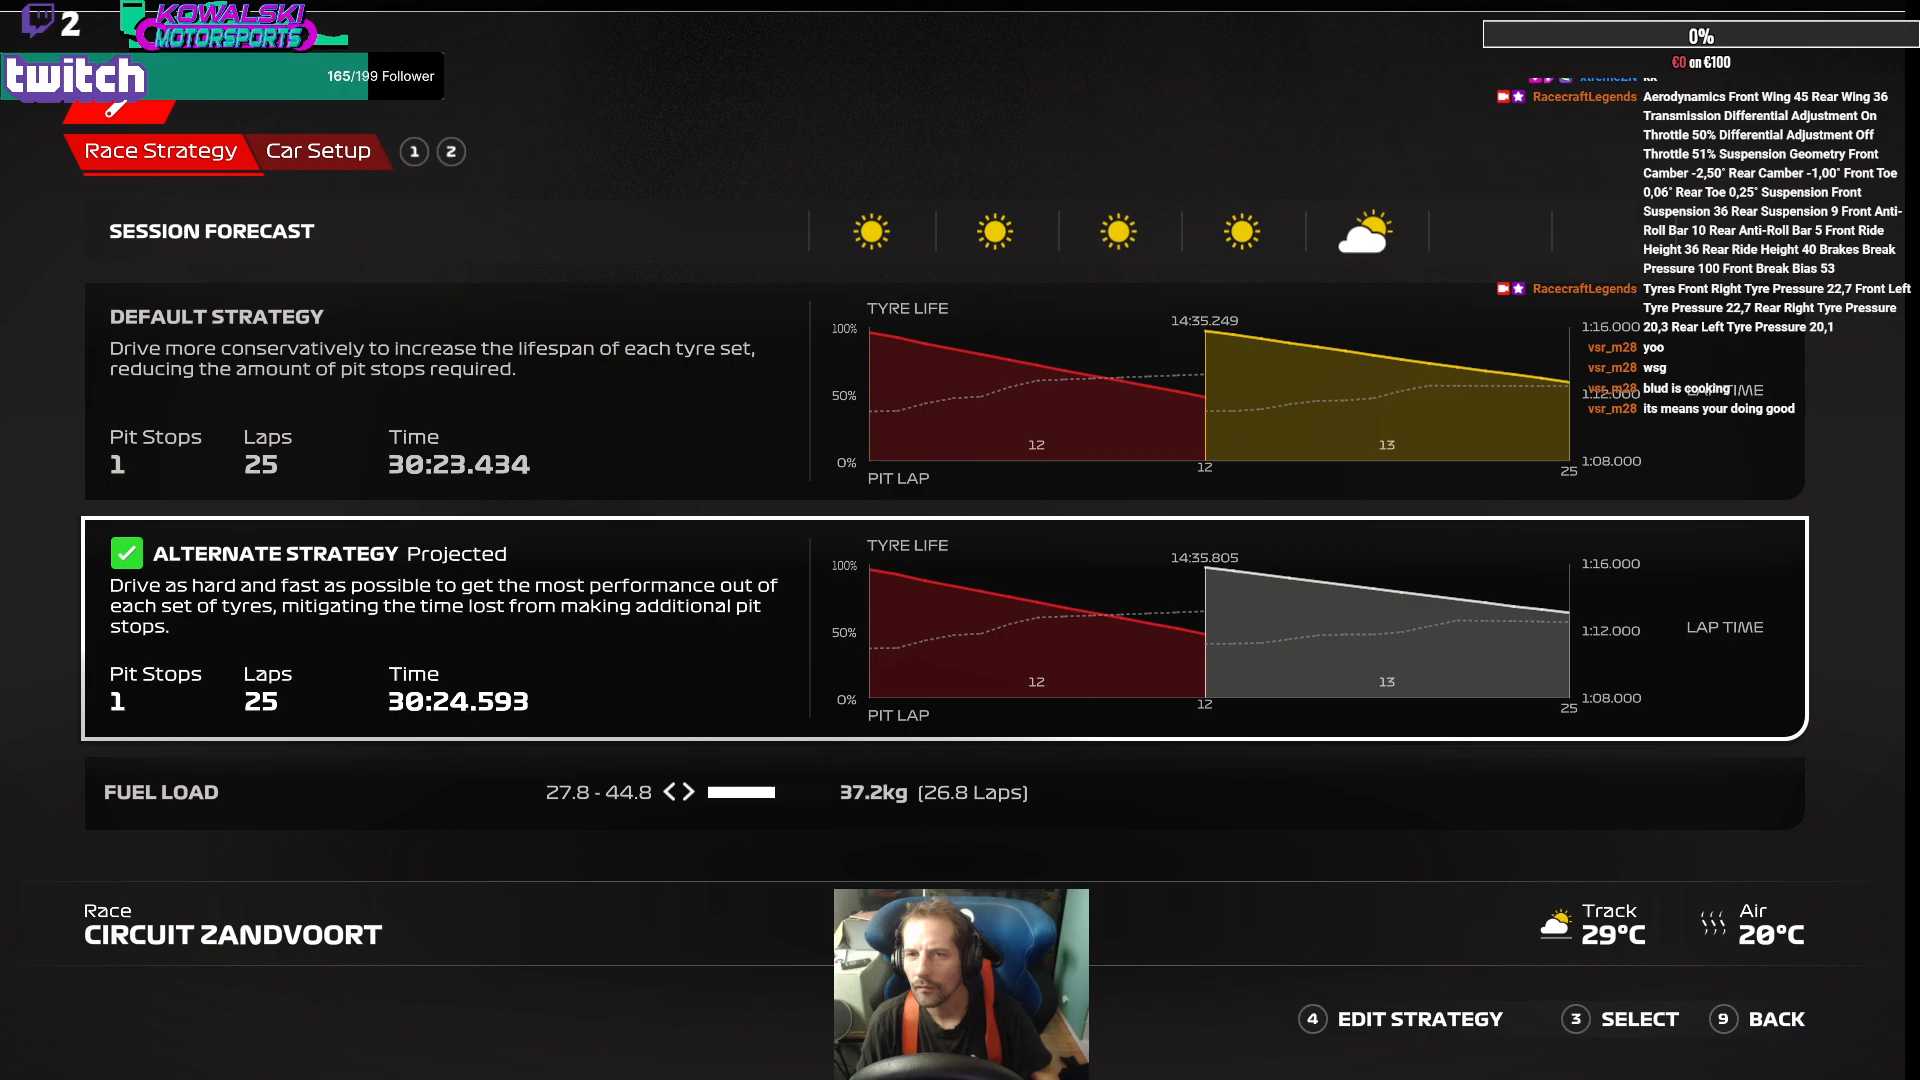 2
KOWALSKI
MOTORSPORTS
twitch
165/199 Follower
0%
€0 on €100
RacecraftLegends Aerodynamics Front Wing 45 Rear Wing 36
Transmission Differential Adjustment On
Throttle 50% Differential Adjustment Off
Throttle 51% Suspension Geometry Front
Camber -2,50° Rear Camber -1,00° Front Toe
0,06° Rear Toe 0,25° Suspension Front
Suspension 36 Rear Suspension 9 Front Anti-
Roll Bar 10 Rear Anti-Roll Bar 5 Front Ride
Height 36 Rear Ride Height 40 Brakes Break
Pressure 100 Front Break Bias 53
RacecraftLegends Tyres Front Right Tyre Pressure 22,7 Front Left
Tyre Pressure 22,7 Rear Right Tyre Pressure
20,3 Rear Left Tyre Pressure 20,1
vsr_m28 yoo
vsr_m28 wsg
vsr_m28 blud is cooking
vsr_m28 its means your doing good
Race Strategy Car Setup 1 2
SESSION FORECAST
DEFAULT STRATEGY
Drive more conservatively to increase the lifespan of each tyre set,
reducing the amount of pit stops required.
Pit Stops Laps Time
1 25 30:23.434
TYRE LIFE
14:35.249
100% 1:16.000
50% 1:12.000
12 13
0% 12 25 1:08.000
PIT LAP
ALTERNATE STRATEGY Projected
Drive as hard and fast as possible to get the most performance out of
each set of tyres, mitigating the time lost from making additional pit
stops.
Pit Stops Laps Time
1 25 30:24.593
TYRE LIFE
14:35.805
100% 1:16.000
50% 1:12.000 LAP TIME
12 13
0% 12 25 1:08.000
PIT LAP
FUEL LOAD 27.8 - 44.8 37.2kg (26.8 Laps)
Race
CIRCUIT ZANDVOORT
Track
29°C
Air
20°C
4 EDIT STRATEGY 3 SELECT 9 BACK